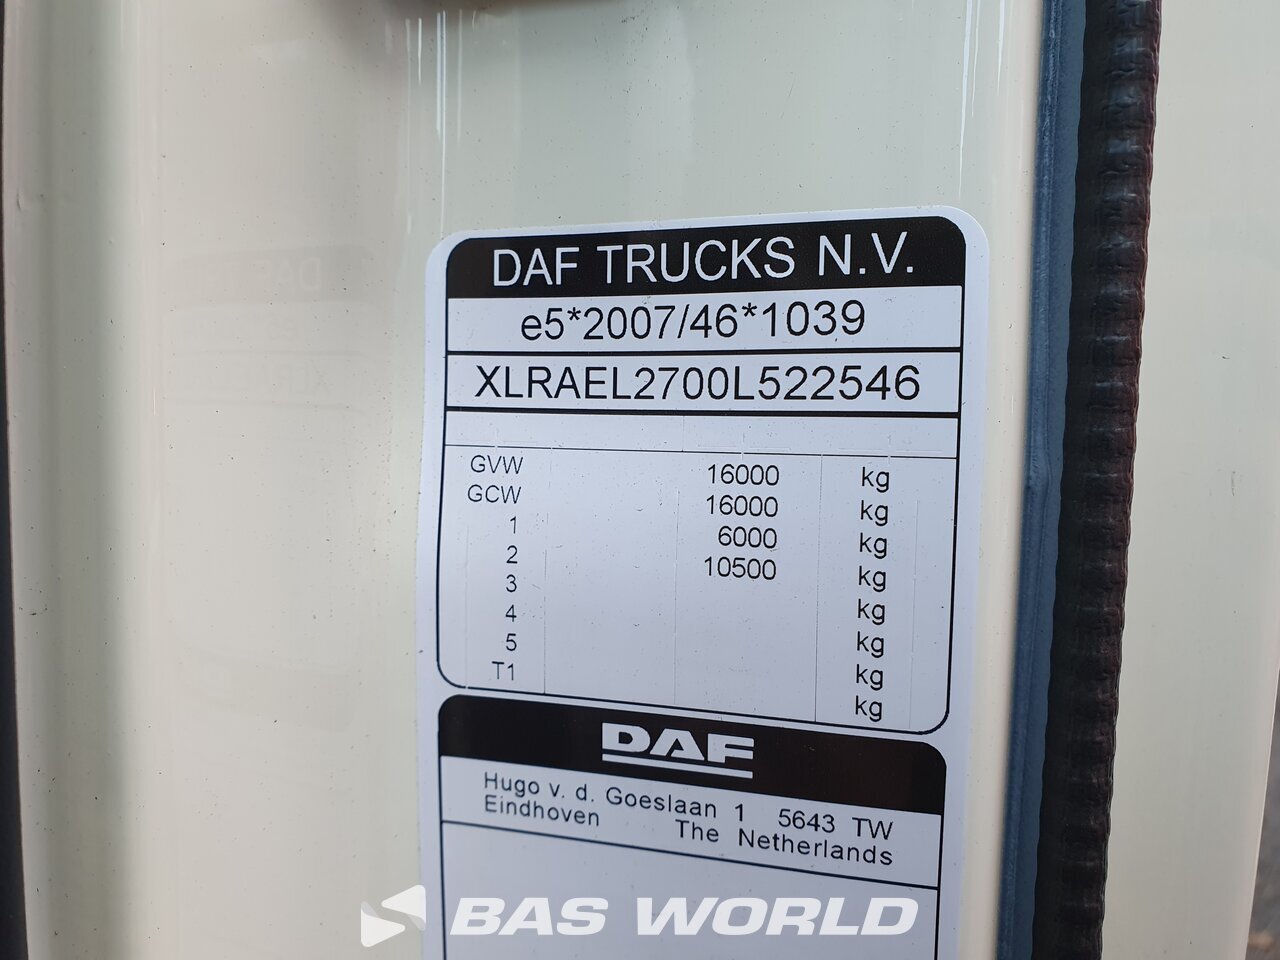 DAF TRUCKS N.V.
e5*2007/46*1039
XLRAEL2700L522546
GVW 16000 kg
GCW 16000 kg
1 6000 kg
2 10500 kg
3 kg
4 kg
5 kg
T1 kg
DAF
Hugo v. d. Goeslaan 1 5643 TW
Eindhoven The Netherlands
BAS WORLD